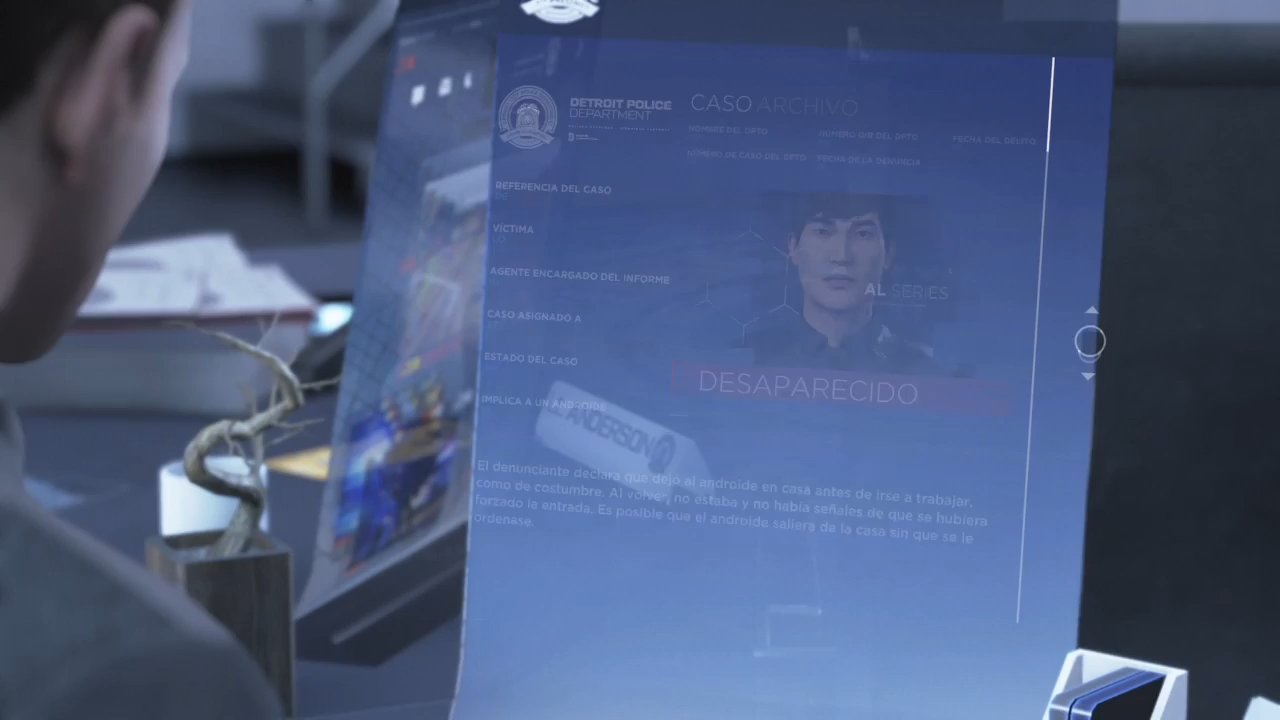 DETROIT POLICE
DEPARTMENT
CASO ARCHIVO
NOMBRE DEL DPTO
NÚMERO ORI DEL DPTO
FECHA DEL DELITO
NÚMERO DE CASO DEL DPTO
FECHA DE LA DENUNCIA
REFERENCIA DEL CASO
VÍCTIMA
AGENTE ENCARGADO DEL INFORME
CASO ASIGNADO A
ESTADO DEL CASO
IMPLICA A UN ANDROIDE
AL SERIES
DESAPARECIDO
ANDERSON
El denunciante declara que dejó al androide en casa antes de irse a trabajar,
como de costumbre. Al volver, no estaba y no había señales de que se hubiera
forzado la entrada. Es posible que el androide saliera de la casa sin que se le
ordenase.